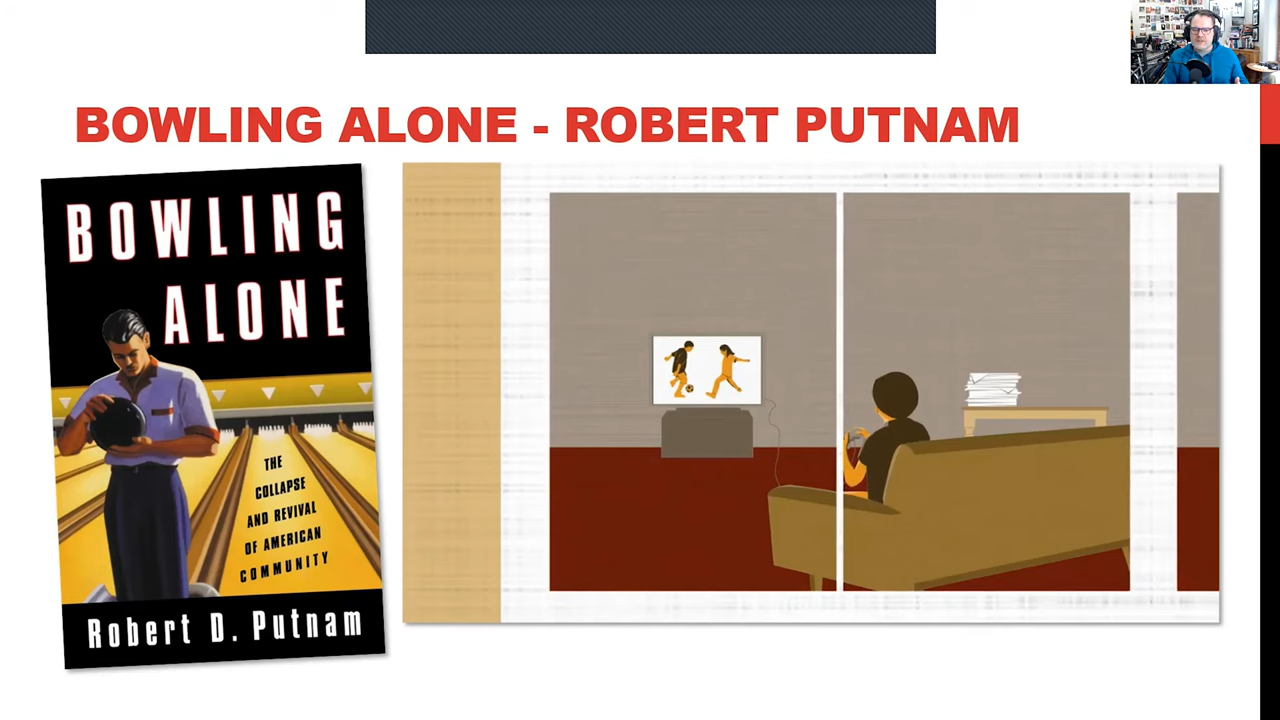 BOWLING ALONE - ROBERT PUTNAM
BOWLING
ALONE
THE
COLLAPSE
AND REVIVAL
OF AMERICAN
COMMUNITY
Robert D. Putnam